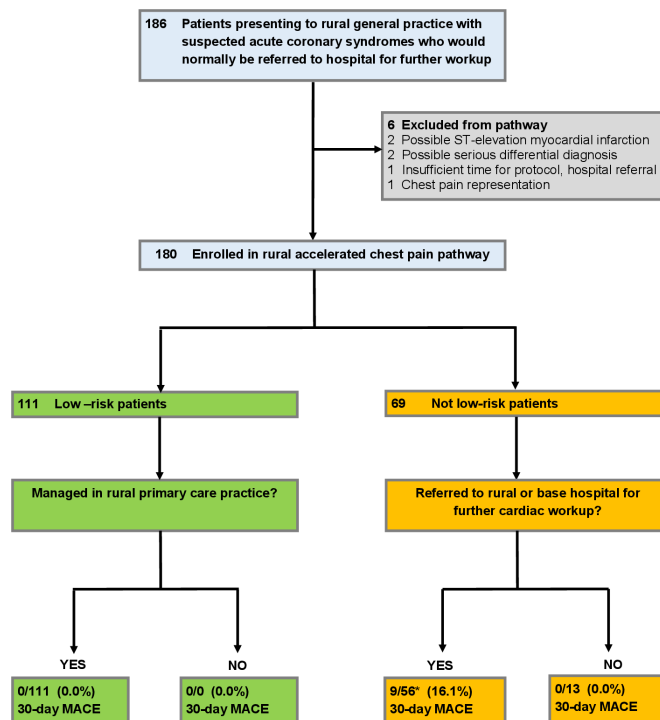 186 Patients presenting to rural general practice with
suspected acute coronary syndromes who would
normally be referred to hospital for further workup
6 Excluded from pathway
2 Possible ST-elevation myocardial infarction
2 Possible serious differential diagnosis
1 Insufficient time for protocol, hospital referral
1 Chest pain representation
180 Enrolled in rural accelerated chest pain pathway
111 Low –risk patients
69 Not low-risk patients
Managed in rural primary care practice?
Referred to rural or base hospital for
further cardiac workup?
YES
NO
YES
NO
0/111 (0.0%)
30-day MACE
0/0 (0.0%)
30-day MACE
9/56* (16.1%)
30-day MACE
0/13 (0.0%)
30-day MACE